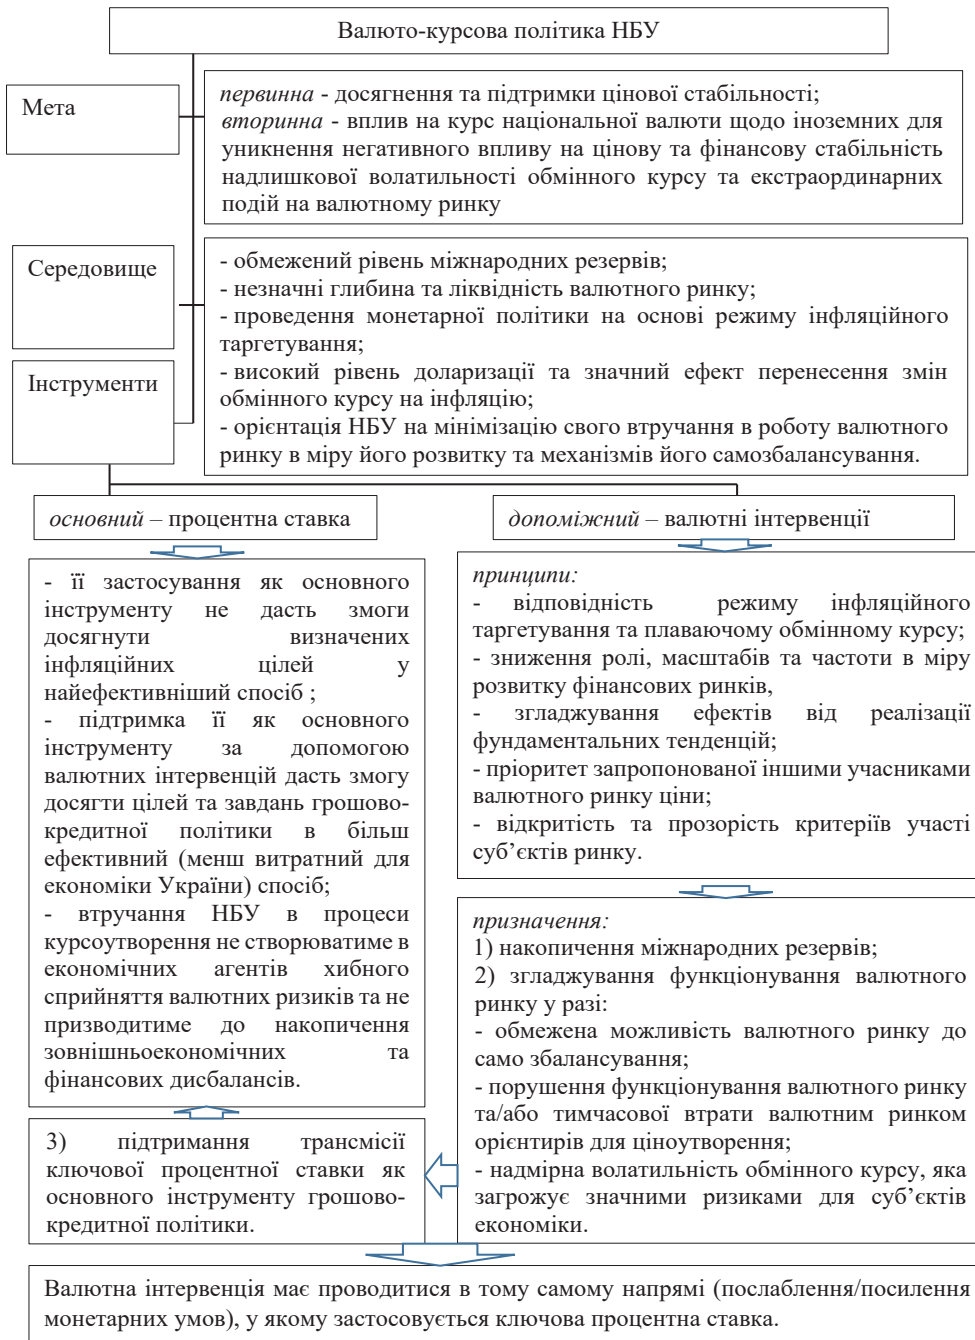 Валюто-курсова політика НБУ
Мета
первинна - досягнення та підтримки цінової стабільності;
вторинна - вплив на курс національної валюти щодо іноземних для
уникнення негативного впливу на цінову та фінансову стабільність
надлишкової волатильності обмінного курсу та екстраординарних
подій на валютному ринку
Середовище
- обмежений рівень міжнародних резервів;
- незначні глибина та ліквідність валютного ринку;
- проведення монетарної політики на основі режиму інфляційного
таргетування;
- високий рівень доларизації та значний ефект перенесення змін
обмінного курсу на інфляцію;
- орієнтація НБУ на мінімізацію свого втручання в роботу валютного
ринку в міру його розвитку та механізмів його самозбалансування.
Інструменти
основний – процентна ставка
допоміжний – валютні інтервенції
- її застосування як основного
інструменту не дасть змоги
досягнути визначених
інфляційних цілей у
найефективніший спосіб ;
- підтримка її як основного
інструменту за допомогою
валютних інтервенцій дасть змогу
досягти цілей та завдань грошово-
кредитної політики в більш
ефективний (менш витратний для
економіки України) спосіб;
- втручання НБУ в процеси
курсоутворення не створюватиме в
економічних агентів хибного
сприйняття валютних ризиків та не
призводитиме до накопичення
зовнішньоекономічних та
фінансових дисбалансів.
принципи:
- відповідність режиму інфляційного
таргетування та плаваючому обмінному курсу;
- зниження ролі, масштабів та частоти в міру
розвитку фінансових ринків,
- згладжування ефектів від реалізації
фундаментальних тенденцій;
- пріоритет запропонованої іншими учасниками
валютного ринку ціни;
- відкритість та прозорість критеріїв участі
суб’єктів ринку.
призначення:
1) накопичення міжнародних резервів;
2) згладжування функціонування валютного
ринку у разі:
- обмежена можливість валютного ринку до
само збалансування;
- порушення функціонування валютного ринку
та/або тимчасової втрати валютним ринком
орієнтирів для ціноутворення;
- надмірна волатильність обмінного курсу, яка
загрожує значними ризиками для суб’єктів
економіки.
3) підтримання трансмісії
ключової процентної ставки як
основного інструменту грошово-
кредитної політики.
Валютна інтервенція має проводитися в тому самому напрямі (послаблення/посилення
монетарних умов), у якому застосовується ключова процентна ставка.